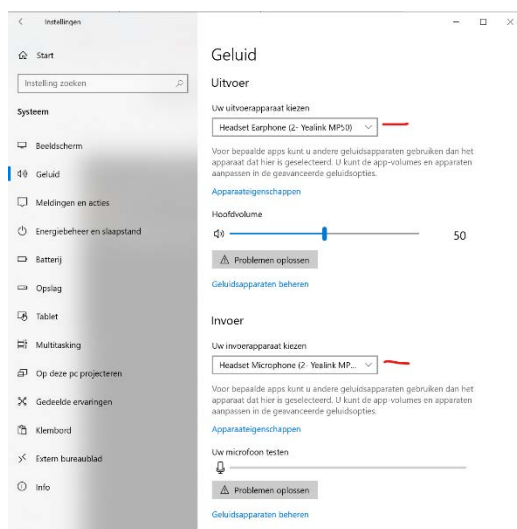 Instellingen
Start
Instelling zoeken
Systeem
Beeldscherm
Geluid
Meldingen en acties
Energiebeheer en slaapstand
Batterij
Opslag
Tablet
Multitasking
Op deze pc projecteren
Gedeelde ervaringen
Klembord
Extern bureaublad
Info
Geluid
Uitvoer
Uw uitvoerapparaat kiezen
Headset Earphone (2- Yealink MP50)
Voor bepaalde apps kunt u andere geluidsapparaten gebruiken dan het
apparaat dat hier is geselecteerd. U kunt de app-volumes en apparaten
aanpassen in de geavanceerde geluidsopties.
Apparaateigenschappen
Hoofdvolume
50
Problemen oplossen
Geluidsapparaten beheren
Invoer
Uw invoerapparaat kiezen
Headset Microphone (2- Yealink MP...
Voor bepaalde apps kunt u andere geluidsapparaten gebruiken dan het
apparaat dat hier is geselecteerd. U kunt de app-volumes en apparaten
aanpassen in de geavanceerde geluidsopties.
Apparaateigenschappen
Uw microfoon testen
Problemen oplossen
Geluidsapparaten beheren